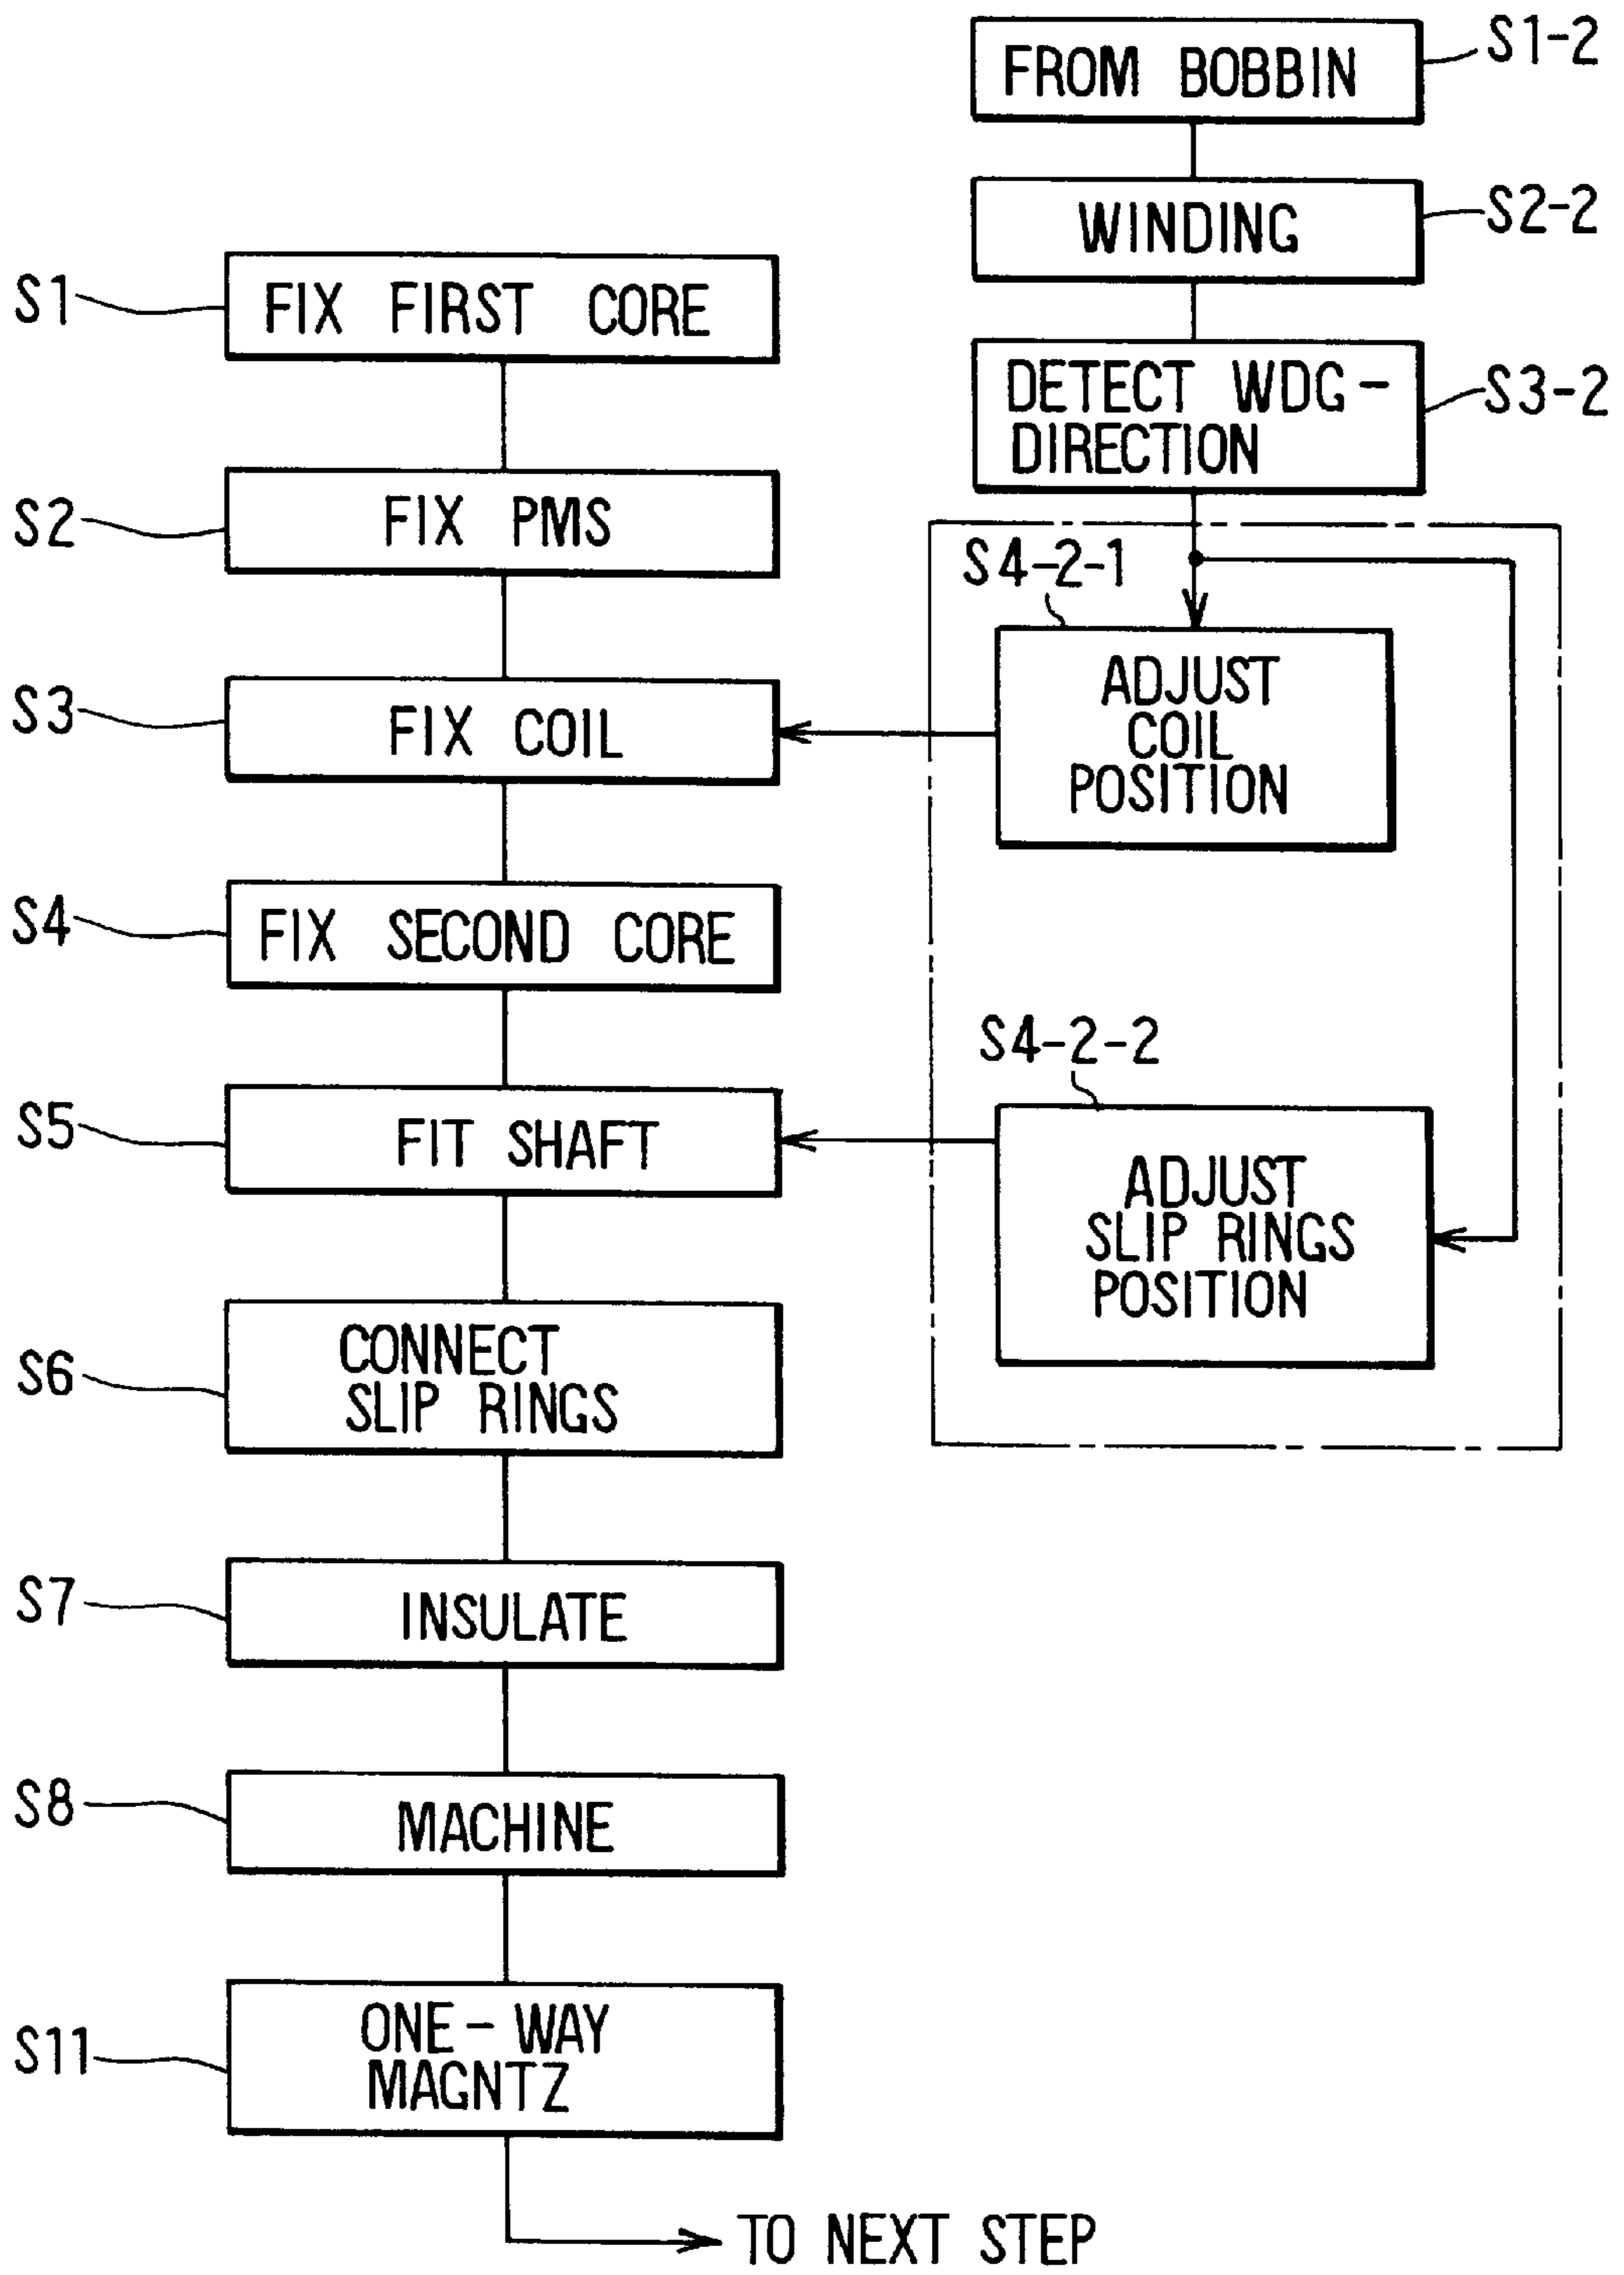 S1-2
FROM BOBBIN
S2-2
WINDING
S3-2
DETECT WDG-
DIRECTION
S1
FIX FIRST CORE
S2
FIX PMS
S3
FIX COIL
S4
FIX SECOND CORE
S5
FIT SHAFT
S6
CONNECT
SLIP RINGS
S7
INSULATE
S8
MACHINE
S11
ONE-WAY
MAGNTZ
TO NEXT STEP
S4-2-1
ADJUST
COIL
POSITION
S4-2-2
ADJUST
SLIP RINGS
POSITION